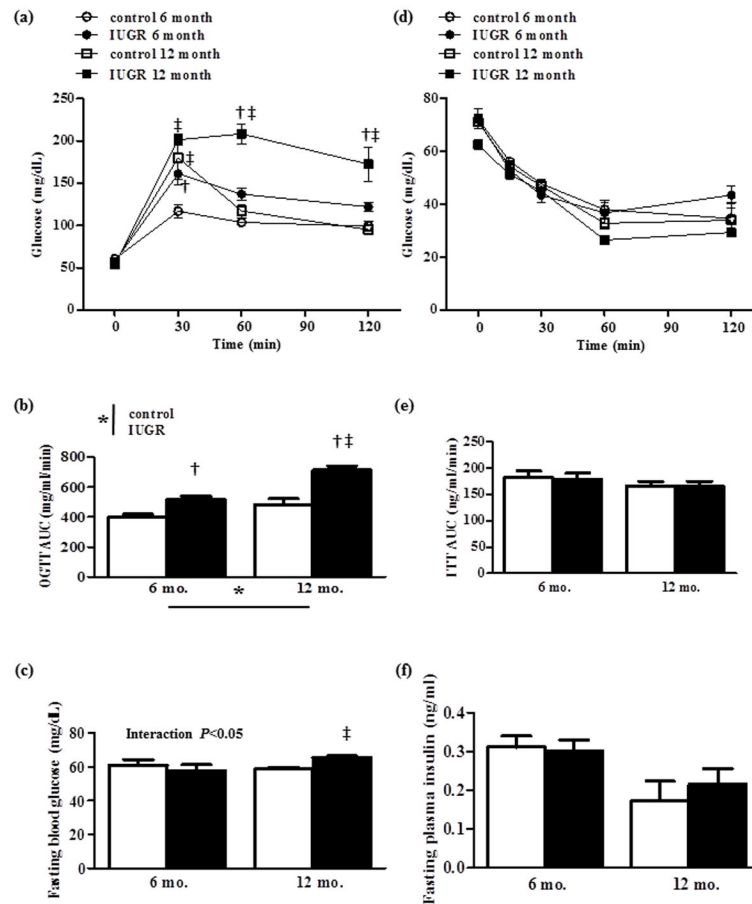 (a)
control 6 month
IUGR 6 month
control 12 month
IUGR 12 month
250
200
150
100
50
0
Glucose (mg/dL)
‡
†‡
†‡
‡
†
0 30 60 90 120
Time (min)
(d)
control 6 month
IUGR 6 month
control 12 month
IUGR 12 month
80
60
40
20
0
Glucose (mg/dL)
0 30 60 90 120
Time (min)
(b)
* control
IUGR
800
600
400
200
0
OGTT AUC (mg/ml/min)
†
†‡
6 mo. 12 mo.
*
(e)
250
200
150
100
50
0
ITT AUC (ng/ml/min)
6 mo. 12 mo.
(c)
80
60
40
20
0
Fasting blood glucose (mg/dL)
Interaction P<0.05
‡
6 mo. 12 mo.
(f)
0.4
0.3
0.2
0.1
0.0
Fasting plasma insulin (ng/ml)
6 mo. 12 mo.